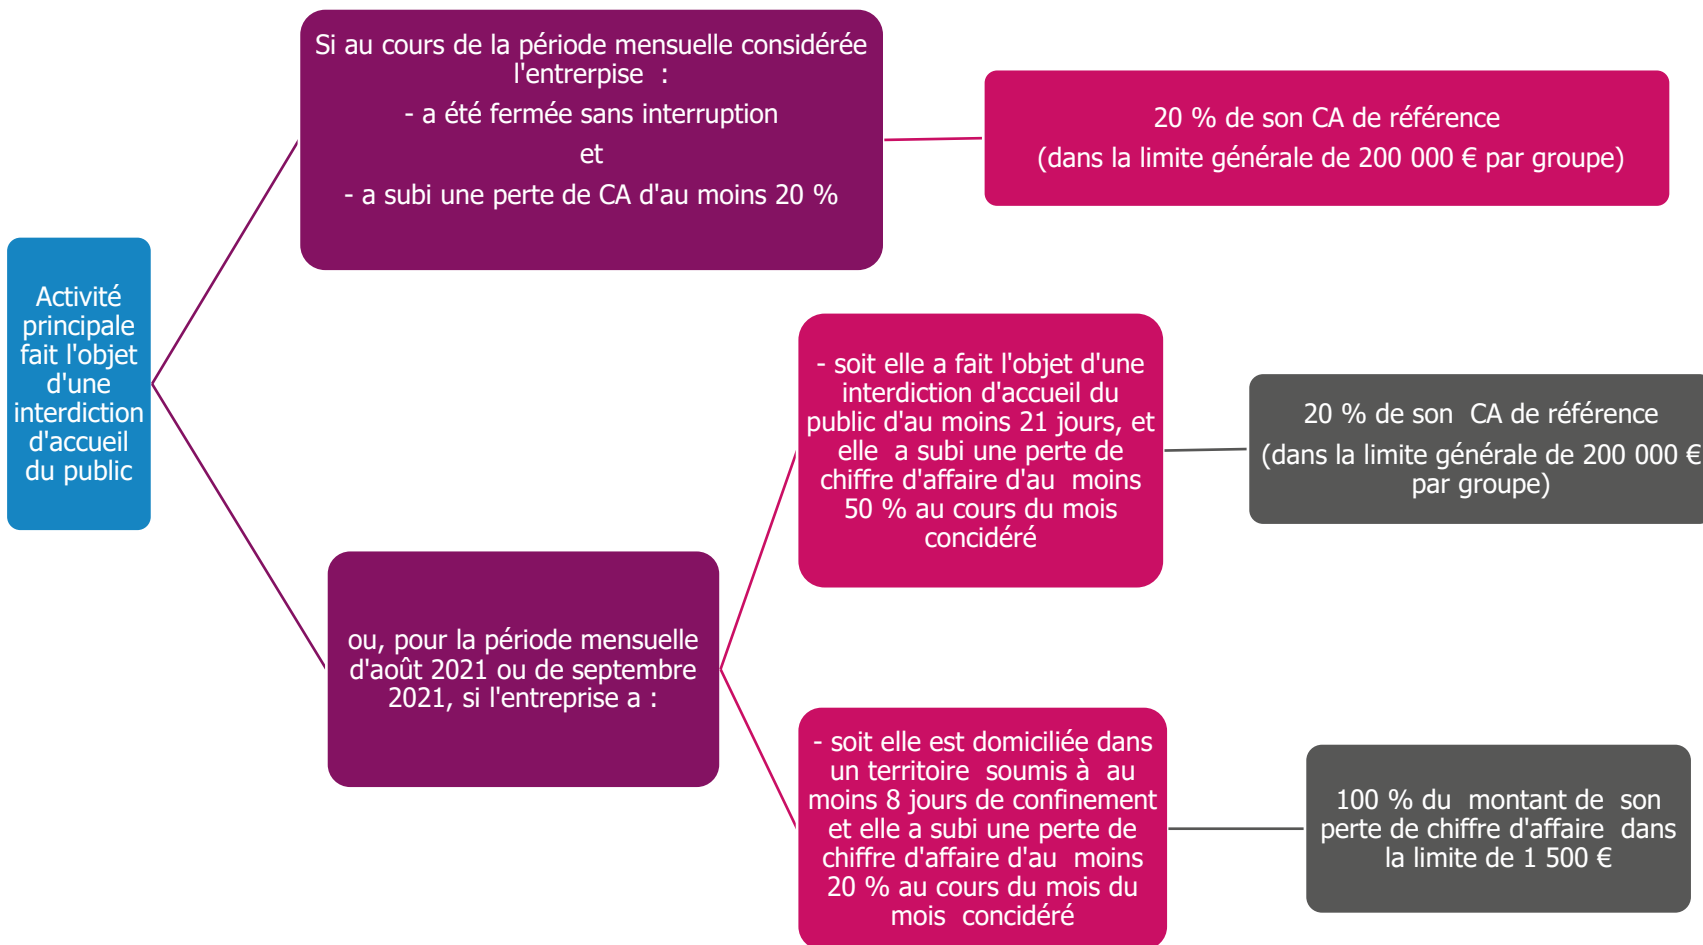 Activité
principale
fait l'objet
d'une
interdiction
d'accueil
du public
Si au cours de la période mensuelle considérée
l'entrerpise :
- a été fermée sans interruption
et
- a subi une perte de CA d'au moins 20 %
20 % de son CA de référence
(dans la limite générale de 200 000 € par groupe)
ou, pour la période mensuelle
d'août 2021 ou de septembre
2021, si l'entreprise a :
- soit elle a fait l'objet d'une
interdiction d'accueil du
public d'au moins 21 jours, et
elle a subi une perte de
chiffre d'affaire d'au moins
50 % au cours du mois
concidéré
20 % de son CA de référence
(dans la limite générale de 200 000 €
par groupe)
- soit elle est domiciliée dans
un territoire soumis à au
moins 8 jours de confinement
et elle a subi une perte de
chiffre d'affaire d'au moins
20 % au cours du mois du
mois concidéré
100 % du montant de son
perte de chiffre d'affaire dans
la limite de 1 500 €